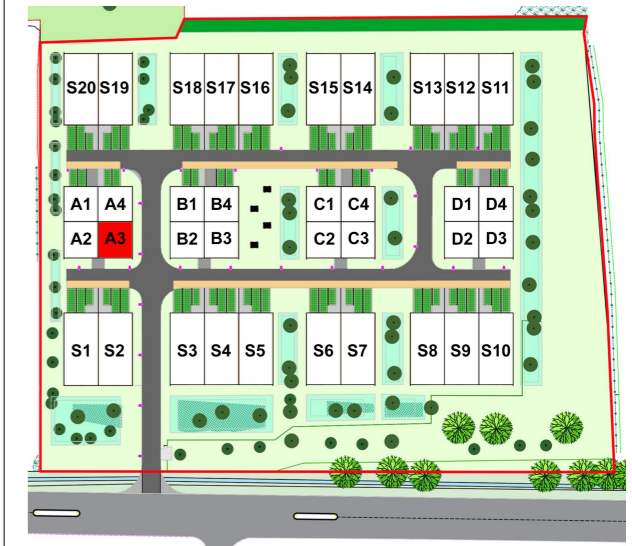 S20 S19 S18 S17 S16 S15 S14 S13 S12 S11
A1 A4 B1 B4 C1 C4 D1 D4
A2 A3 B2 B3 C2 C3 D2 D3
S1 S2 S3 S4 S5 S6 S7 S8 S9 S10